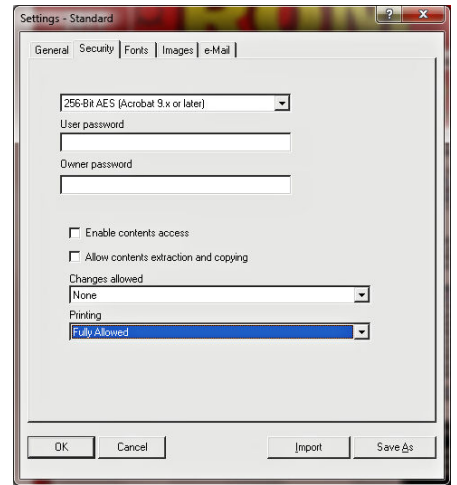 Settings - Standard
? X
General Security Fonts Images e-Mail
256-Bit AES (Acrobat 9.x or later)
User password
Owner password
Enable contents access
Allow contents extraction and copying
Changes allowed
None
Printing
Fully Allowed
OK Cancel Import Save As